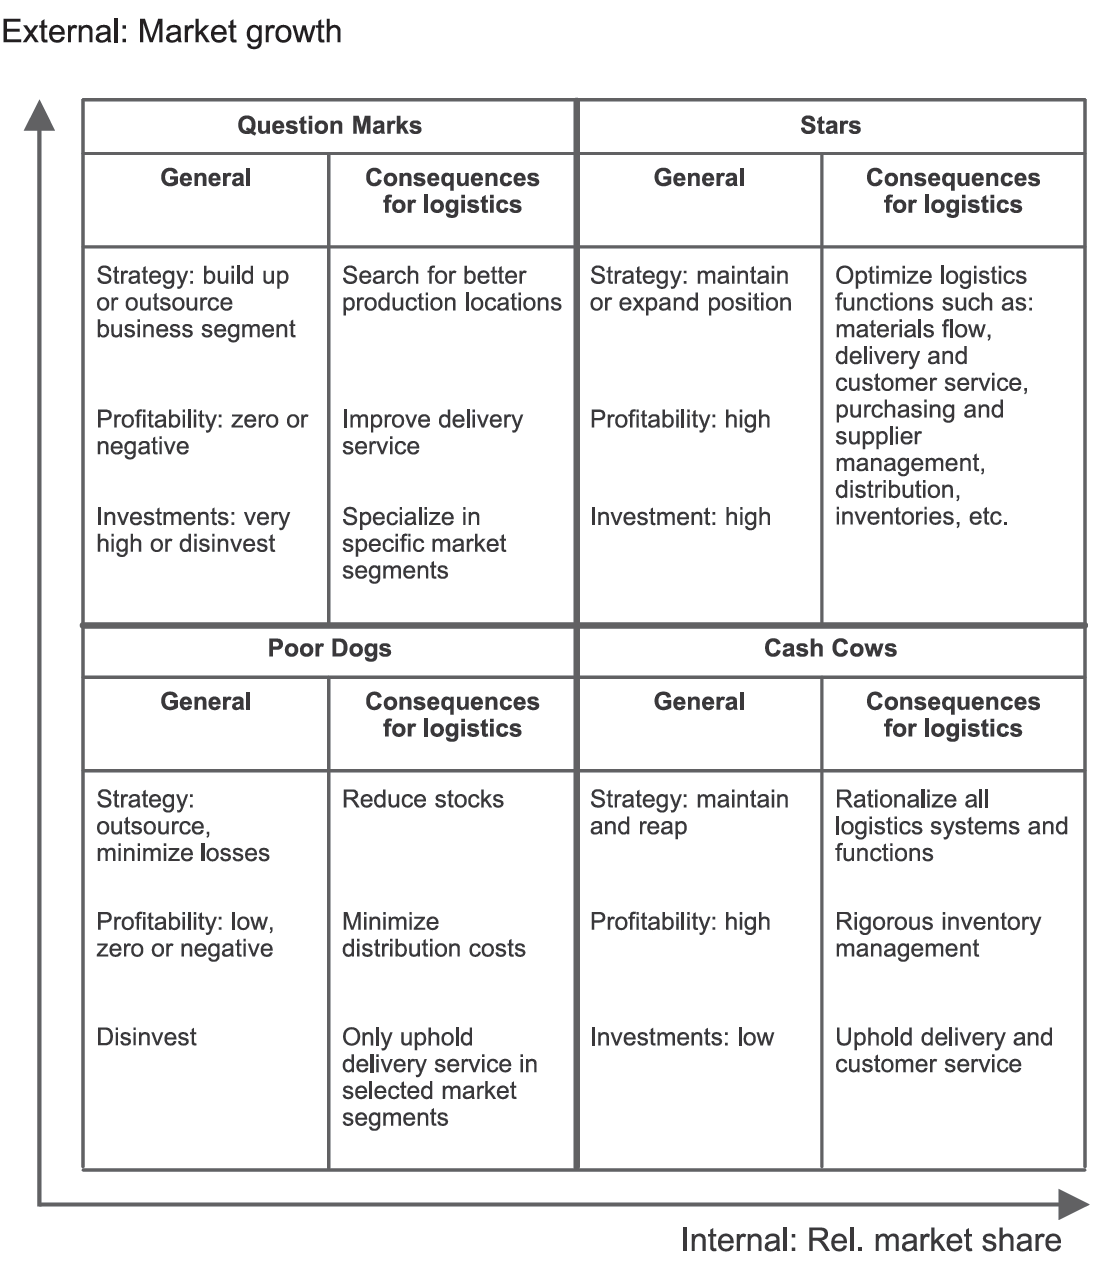 External: Market growth
Question Marks
General
Consequences
for logistics
Strategy: build up
or outsource
business segment
Search for better
production locations
Profitability: zero or
negative
Improve delivery
service
Investments: very
high or disinvest
Specialize in
specific market
segments
Stars
General
Consequences
for logistics
Strategy: maintain
or expand position
Profitability: high
Investment: high
Optimize logistics
functions such as:
materials flow,
delivery and
customer service,
purchasing and
supplier
management,
distribution,
inventories, etc.
Poor Dogs
General
Consequences
for logistics
Strategy:
outsource,
minimize losses
Reduce stocks
Profitability: low,
zero or negative
Minimize
distribution costs
Disinvest
Only uphold
delivery service in
selected market
segments
Cash Cows
General
Consequences
for logistics
Strategy: maintain
and reap
Rationalize all
logistics systems and
functions
Profitability: high
Rigorous inventory
management
Investments: low
Uphold delivery and
customer service
Internal: Rel. market share